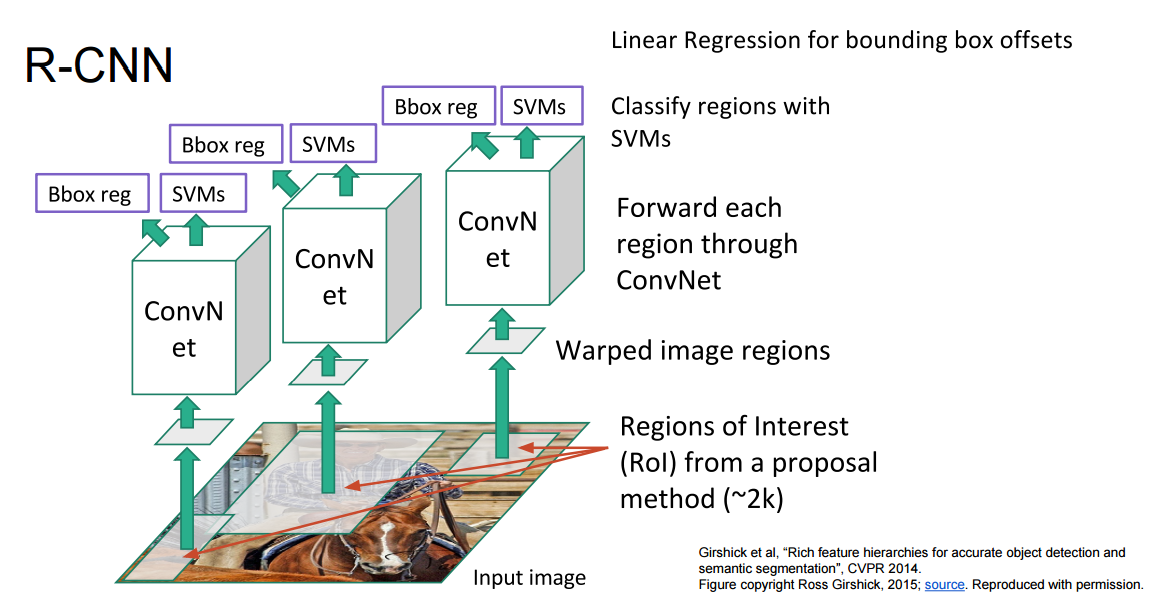 R-CNN
Linear Regression for bounding box offsets
Bbox reg
SVMs
Classify regions with
SVMs
Bbox reg
SVMs
Bbox reg
SVMs
ConvN
et
Forward each
region through
ConvNet
ConvN
et
ConvN
et
Warped image regions
Regions of Interest
(RoI) from a proposal
method (~2k)
Input image
Girshick et al, “Rich feature hierarchies for accurate object detection and
semantic segmentation”, CVPR 2014.
Figure copyright Ross Girshick, 2015; source. Reproduced with permission.